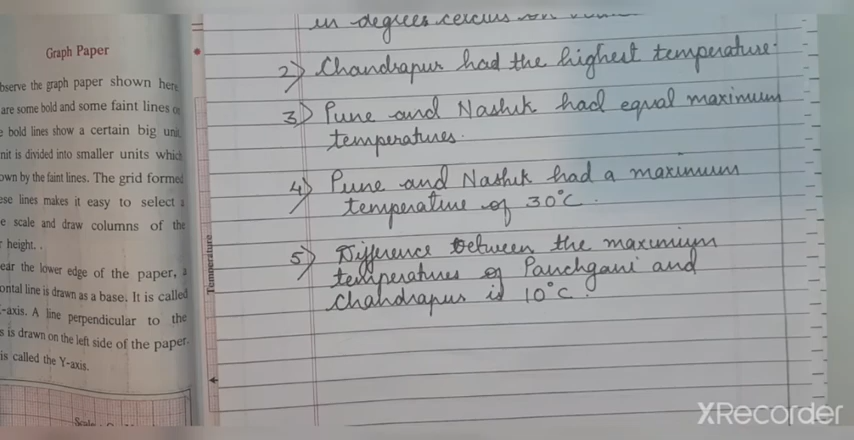 Graph Paper
bserve the graph paper shown here
are some bold and some faint lines o
e bold lines show a certain big uni
nit is divided into smaller units which
own by the faint lines. The grid formed
ese lines makes it easy to select a
e scale and draw columns of the
r height. .
ear the lower edge of the paper, a
ontal line is drawn as a base. It is called
-axis. A line perpendicular to the
s is drawn on the left side of the paper.
is called the Y-axis.
Temperature
in degrees celcius
2) Chandrapur had the highest temperature.
3) Pune and Nashik had equal maximum
temperatures.
4) Pune and Nashik had a maximum
temperature of 30°C.
5) Difference between the maximum
temperatures of Panchgani and
Chandrapur is 10°C.
XRecorder